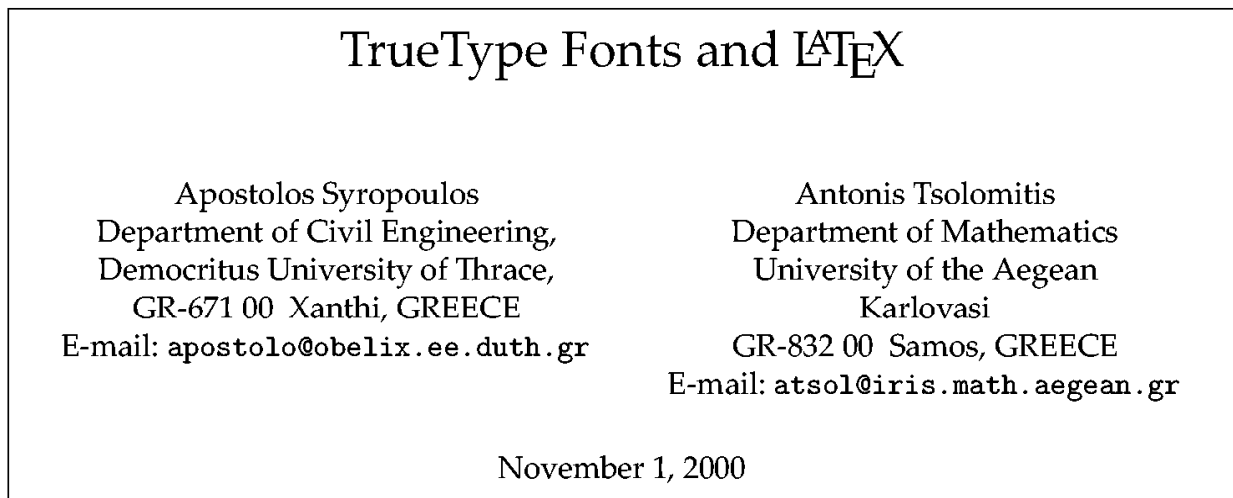 TrueType Fonts and LATEX
Apostolos Syropoulos
Department of Civil Engineering,
Democritus University of Thrace,
GR-671 00 Xanthi, GREECE
E-mail: apostolo@obelix.ee.duth.gr
Antonis Tsolomitis
Department of Mathematics
University of the Aegean
Karlovasi
GR-832 00 Samos, GREECE
E-mail: atsol@iris.math.aegean.gr
November 1, 2000